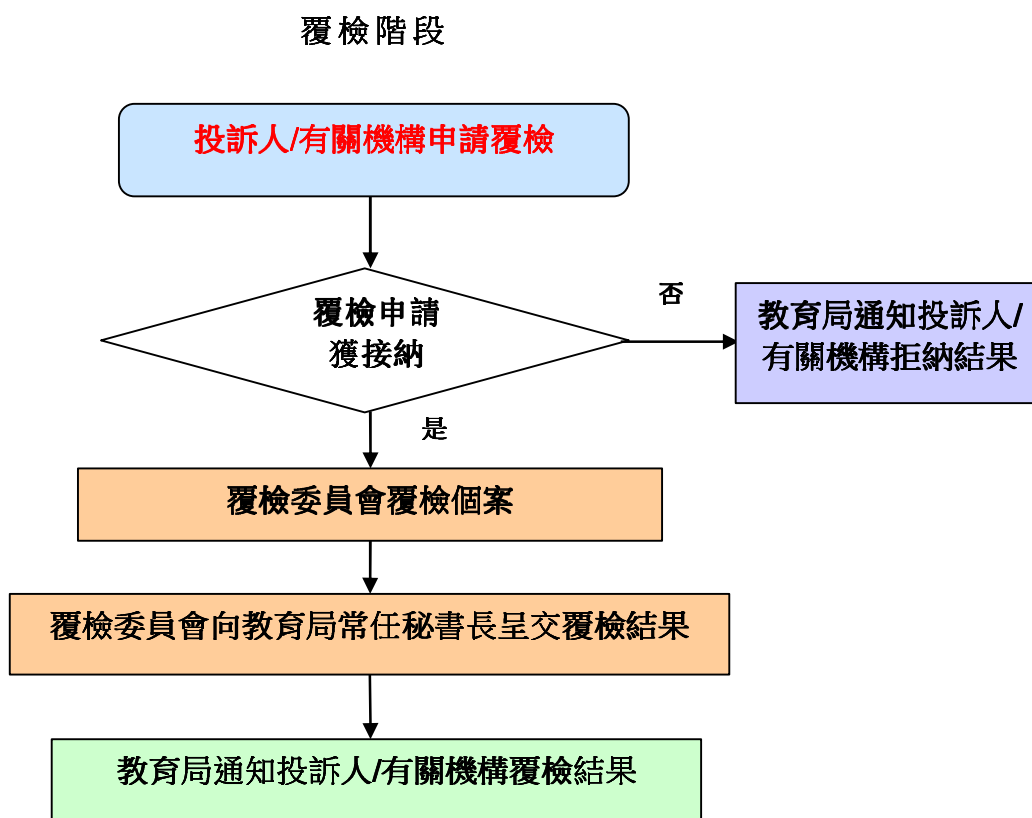 覆檢階段
投訴人/有關機構申請覆檢
覆檢申請
獲接納
否
教育局通知投訴人/
有關機構拒納結果
是
覆檢委員會覆檢個案
覆檢委員會向教育局常任秘書長呈交覆檢結果
教育局通知投訴人/有關機構覆檢結果